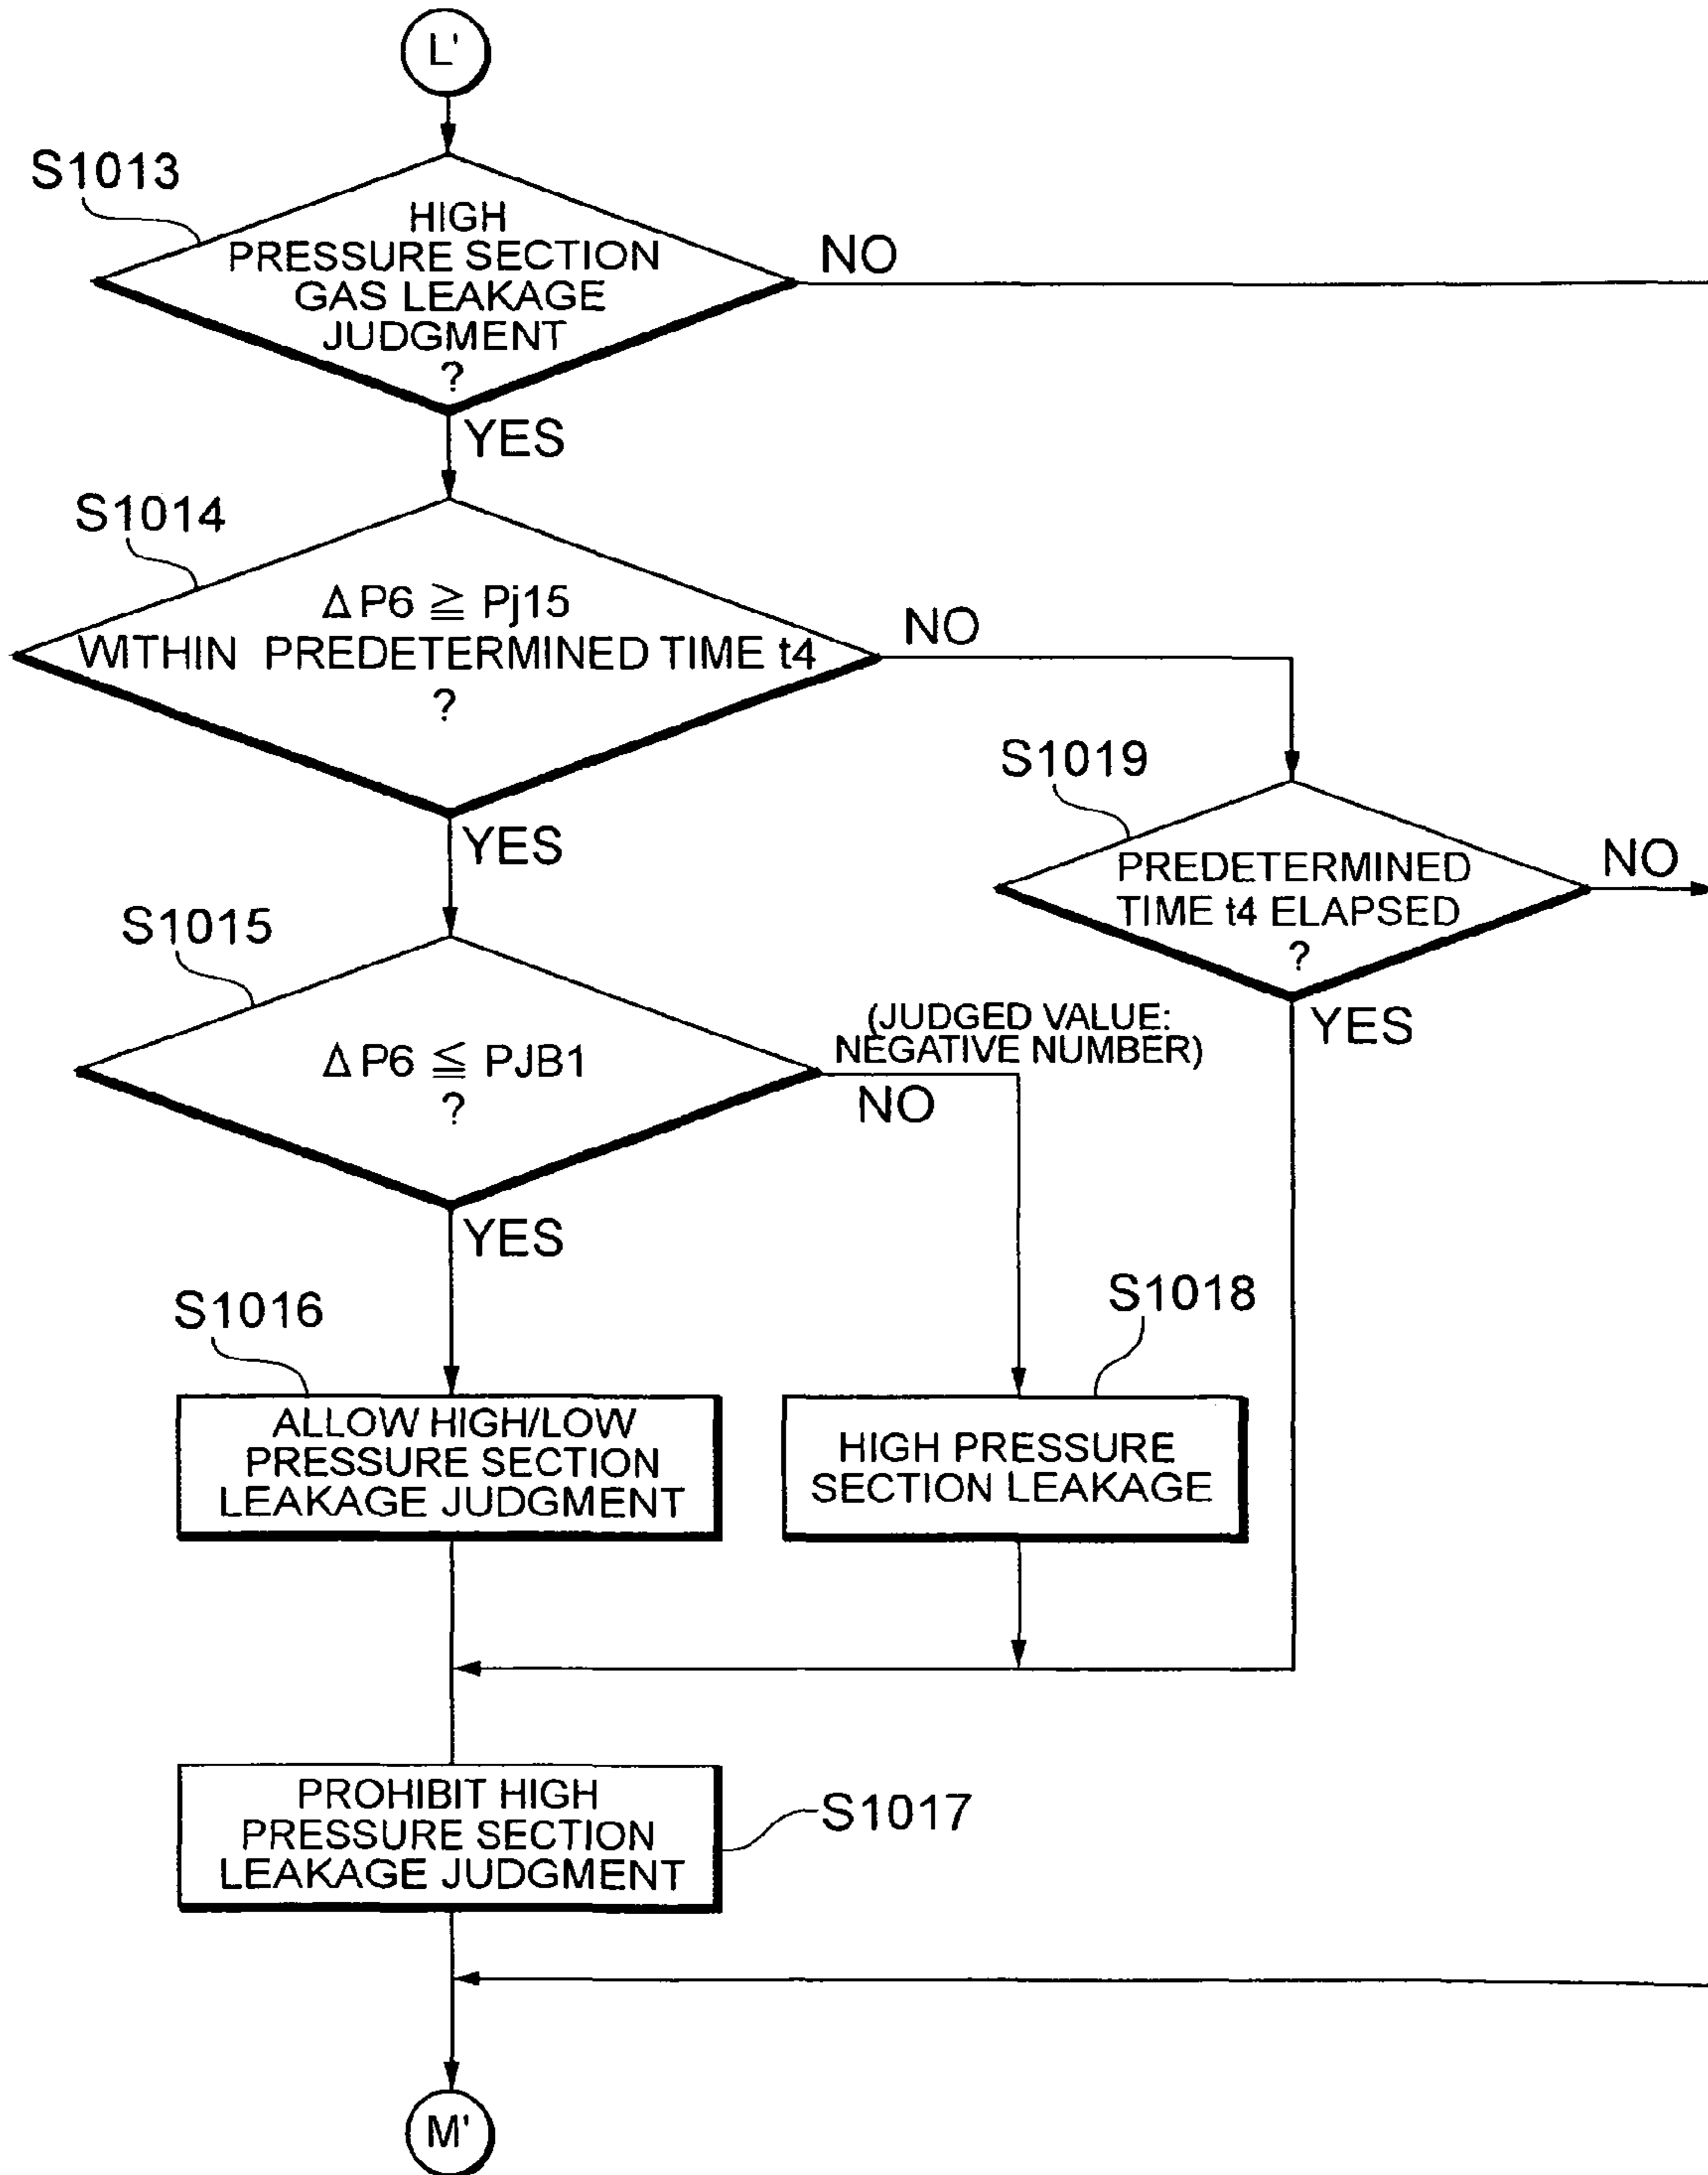 L'
S1013
HIGH
PRESSURE SECTION
GAS LEAKAGE
JUDGMENT
?
NO
YES
S1014
ΔP6 ≧ Pj15
WITHIN PREDETERMINED TIME t4
?
NO
YES
S1019
PREDETERMINED
TIME t4 ELAPSED
?
NO
YES
S1015
ΔP6 ≦ PJB1
?
(JUDGED VALUE:
NEGATIVE NUMBER)
NO
YES
S1016
ALLOW HIGH/LOW
PRESSURE SECTION
LEAKAGE JUDGMENT
S1018
HIGH PRESSURE
SECTION LEAKAGE
PROHIBIT HIGH
PRESSURE SECTION
LEAKAGE JUDGMENT
S1017
M'